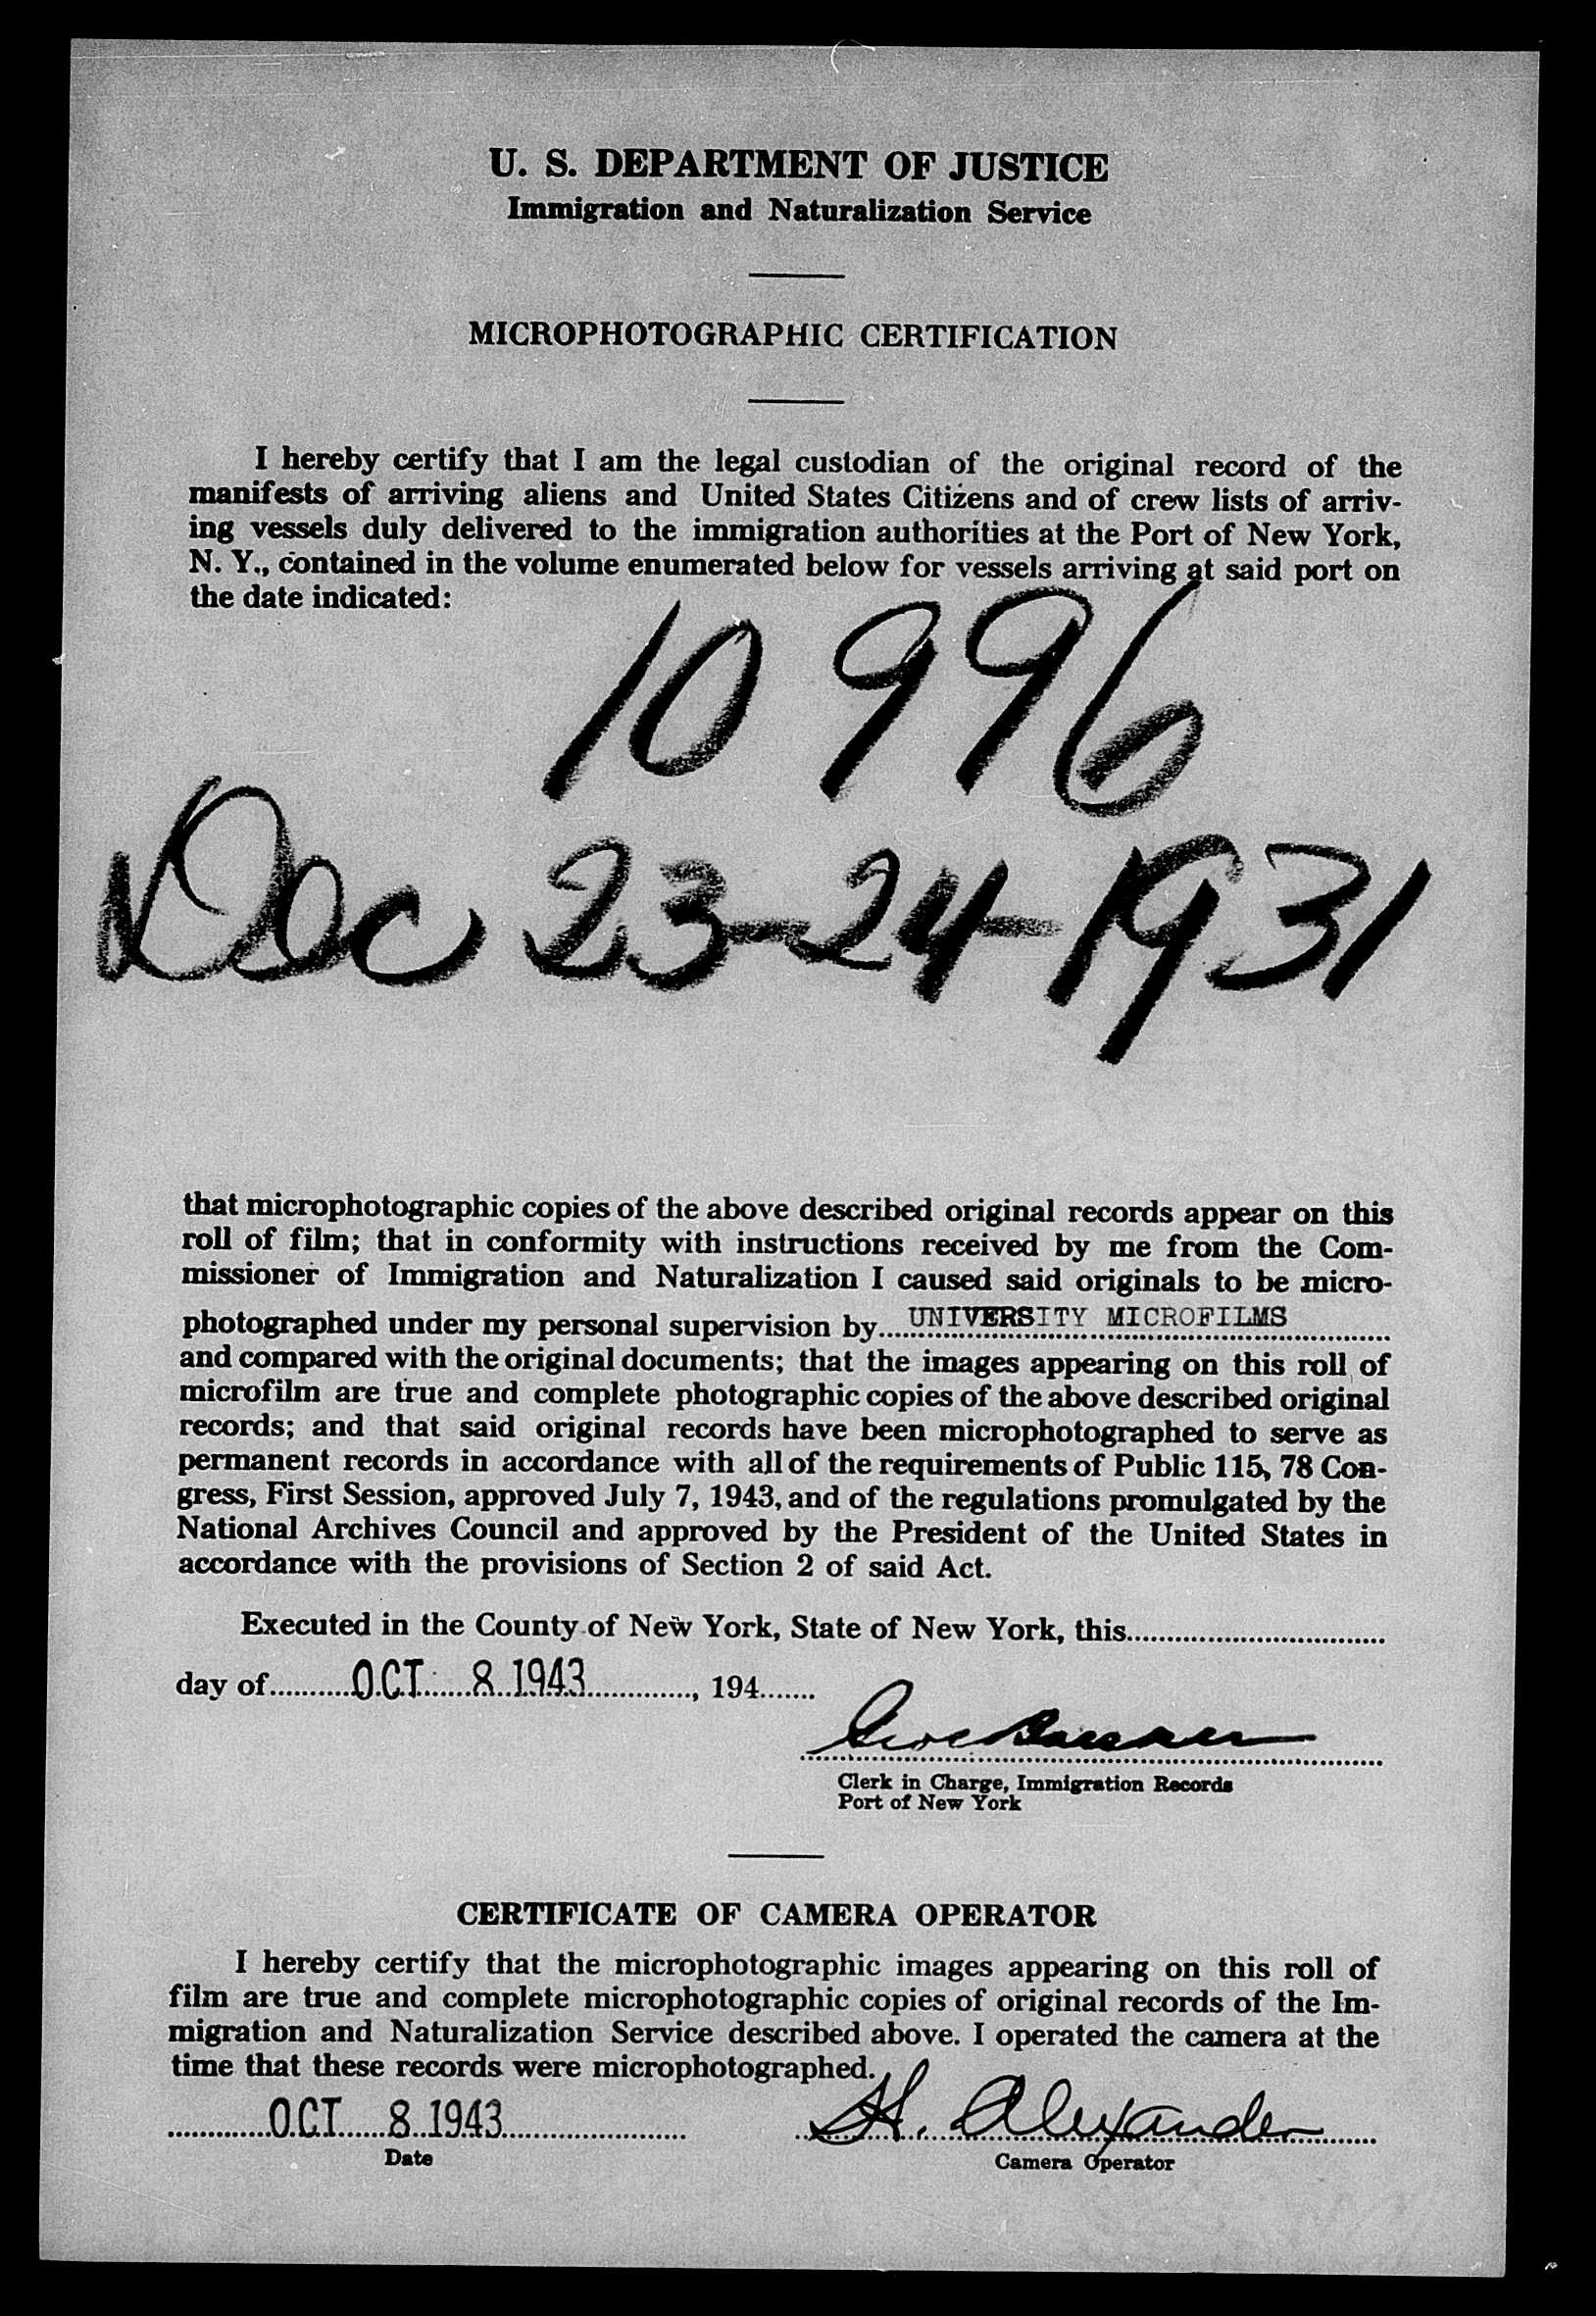 U. S. DEPARTMENT OF JUSTICE
Immigration and Naturalization Service
MICROPHOTOGRAPHIC CERTIFICATION
I hereby certify that I am the legal custodian of the original record of the
manifests of arriving aliens and United States Citizens and of crew lists of arriv-
ing vessels duly delivered to the immigration authorities at the Port of New York,
N. Y., contained in the volume enumerated below for vessels arriving at said port on
the date indicated:
10996
Dec 23-24-1931
that microphotographic copies of the above described original records appear on this
roll of film; that in conformity with instructions received by me from the Com-
missioner of Immigration and Naturalization I caused said originals to be micro-
photographed under my personal supervision by UNIVERSITY MICROFILMS
and compared with the original documents; that the images appearing on this roll of
microfilm are true and complete photographic copies of the above described original
records; and that said original records have been microphotographed to serve as
permanent records in accordance with all of the requirements of Public 115, 78 Con-
gress, First Session, approved July 7, 1943, and of the regulations promulgated by the
National Archives Council and approved by the President of the United States in
accordance with the provisions of Section 2 of said Act.
Executed in the County of New York, State of New York, this
day of OCT 8 1943, 194
Clerk in Charge, Immigration Records
Port of New York
CERTIFICATE OF CAMERA OPERATOR
I hereby certify that the microphotographic images appearing on this roll of
film are true and complete microphotographic copies of original records of the Im-
migration and Naturalization Service described above. I operated the camera at the
time that these records were microphotographed.
OCT 8 1943 H. Alexander
Date Camera Operator